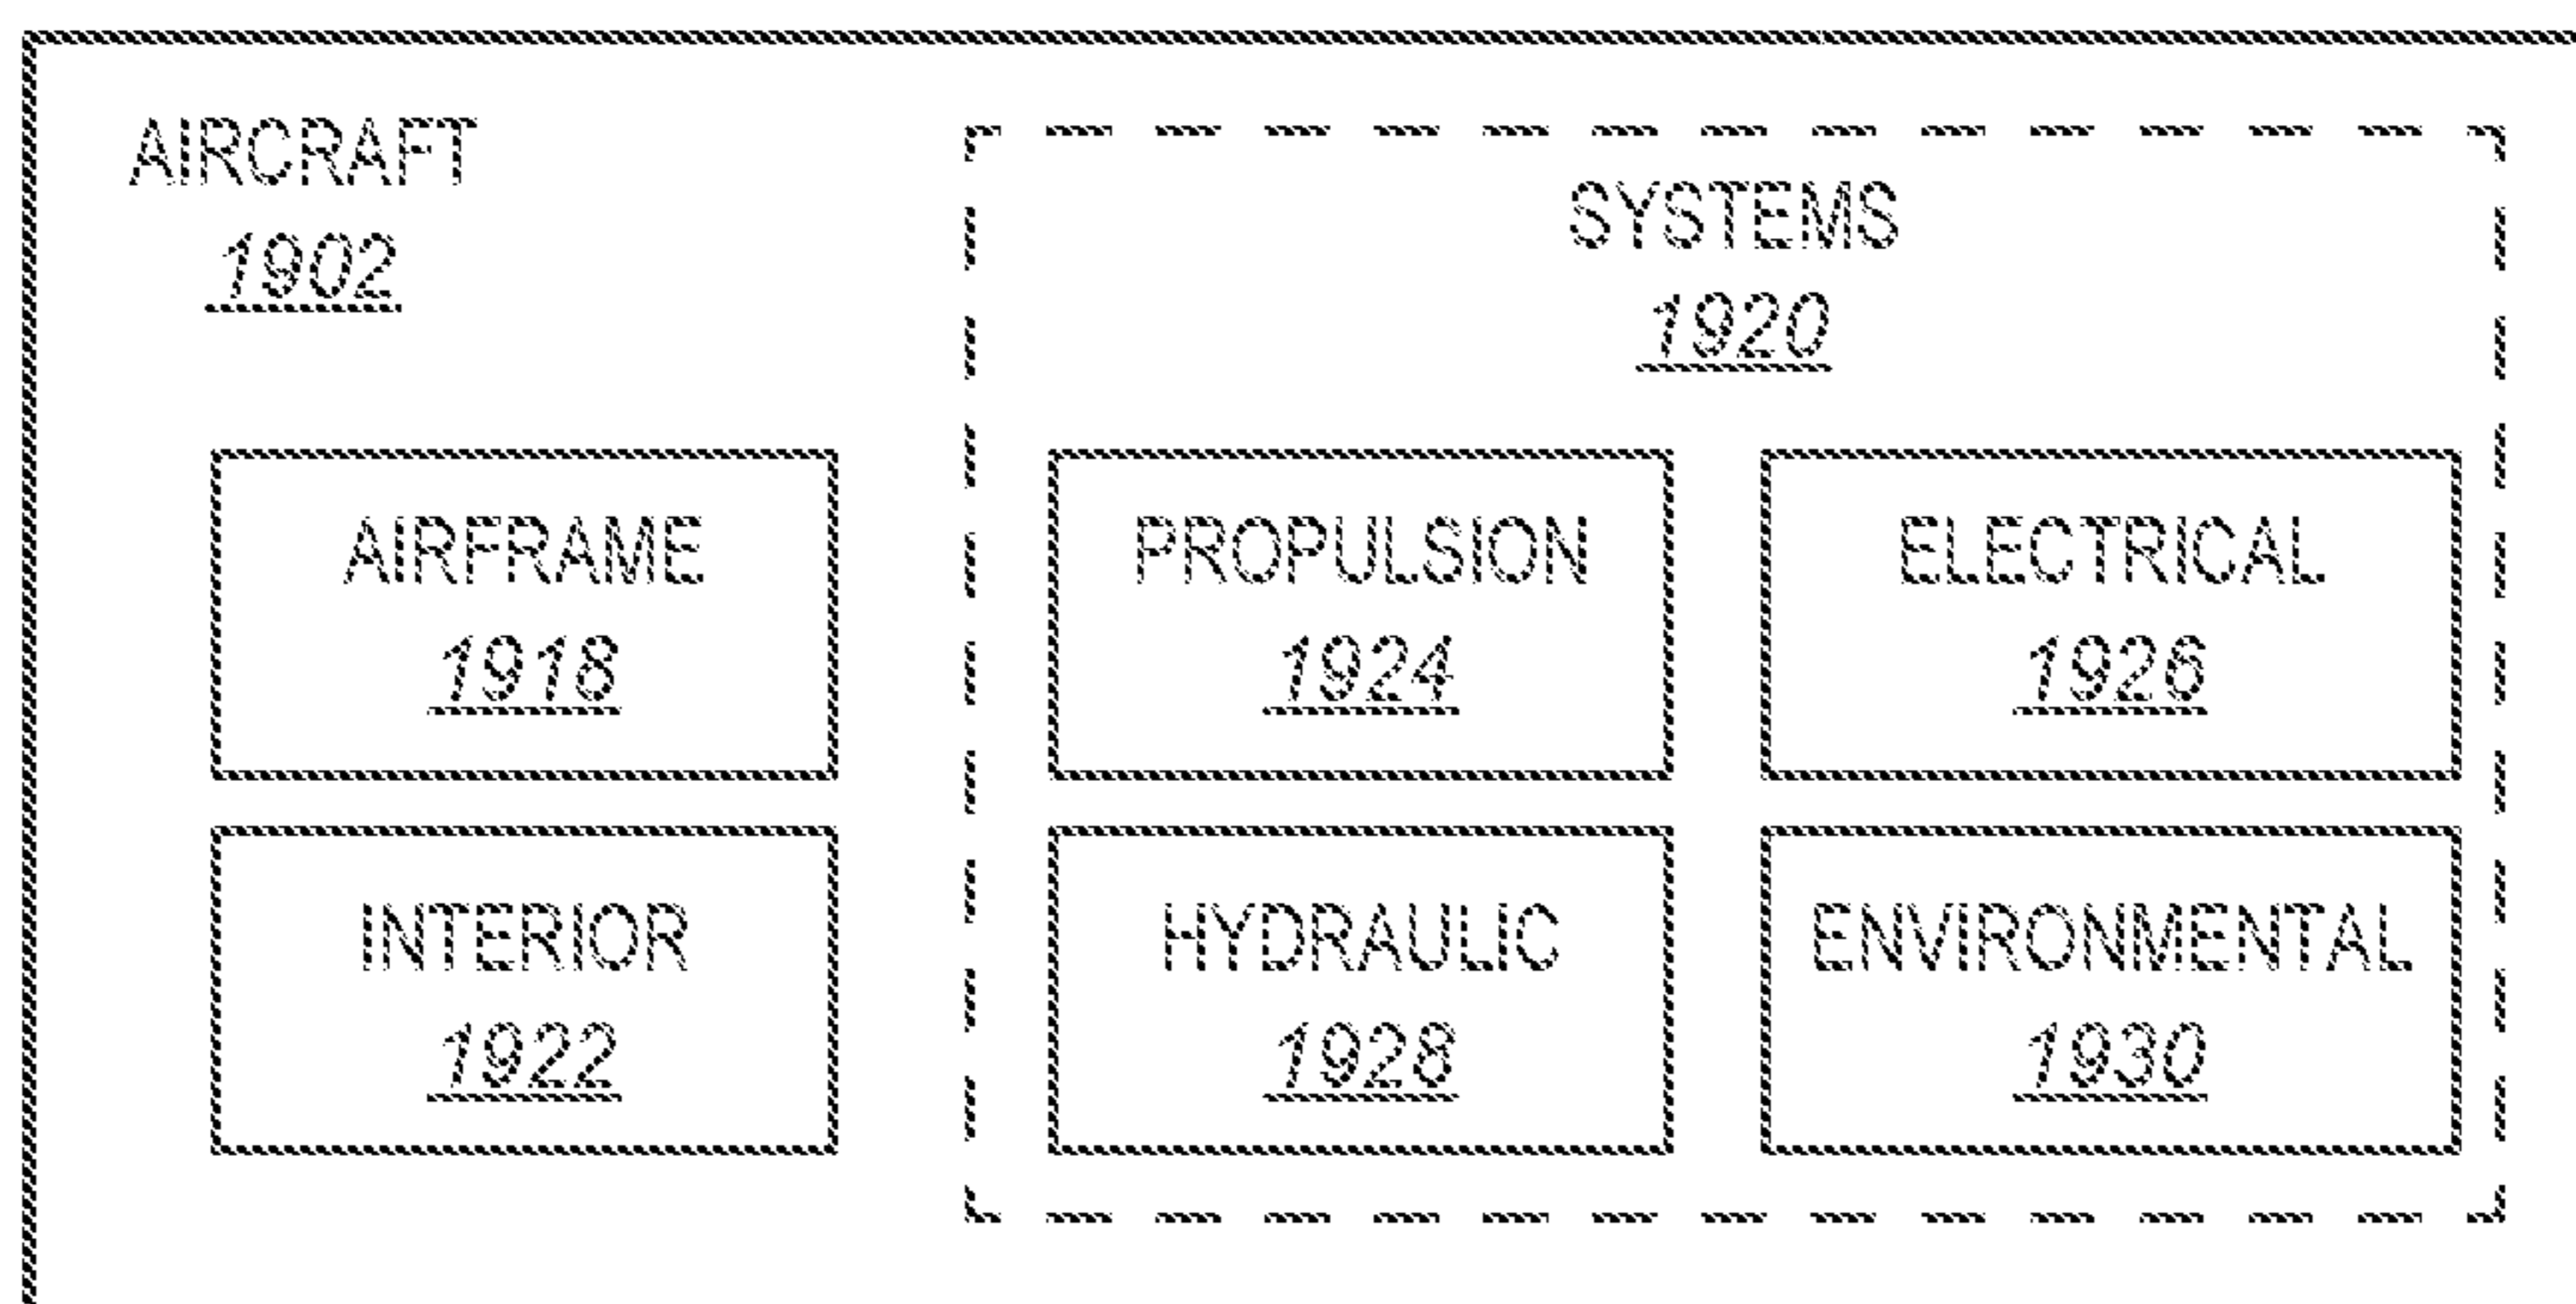 AIRCRAFT
1902
SYSTEMS
1920
AIRFRAME
1918
PROPULSION
1924
ELECTRICAL
1926
INTERIOR
1922
HYDRAULIC
1928
ENVIRONMENTAL
1930